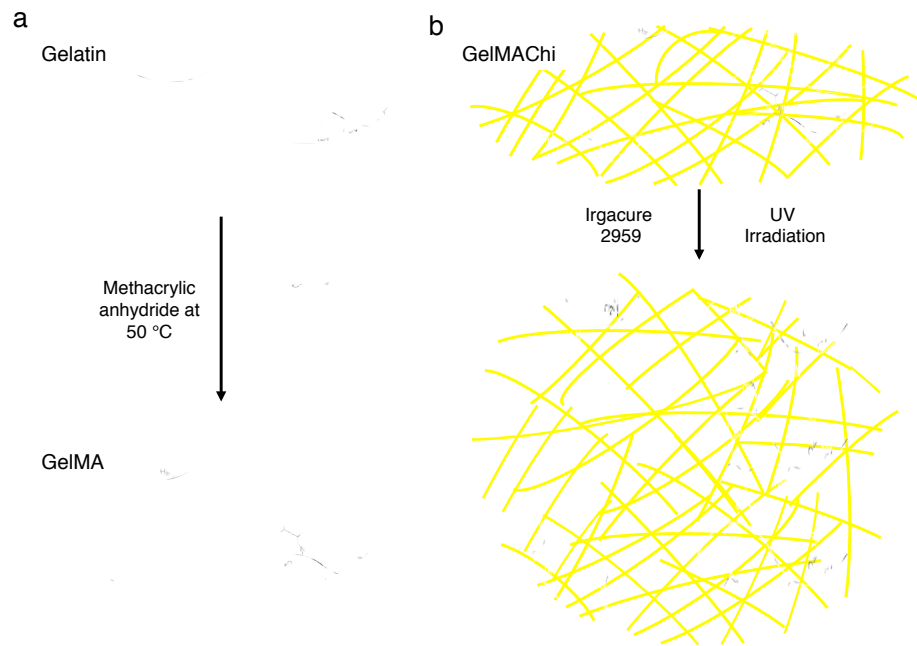 a
Gelatin
Methacrylic
anhydride at
50 °C
GelMA
b
GelMAChi
Irgacure
2959
UV
Irradiation